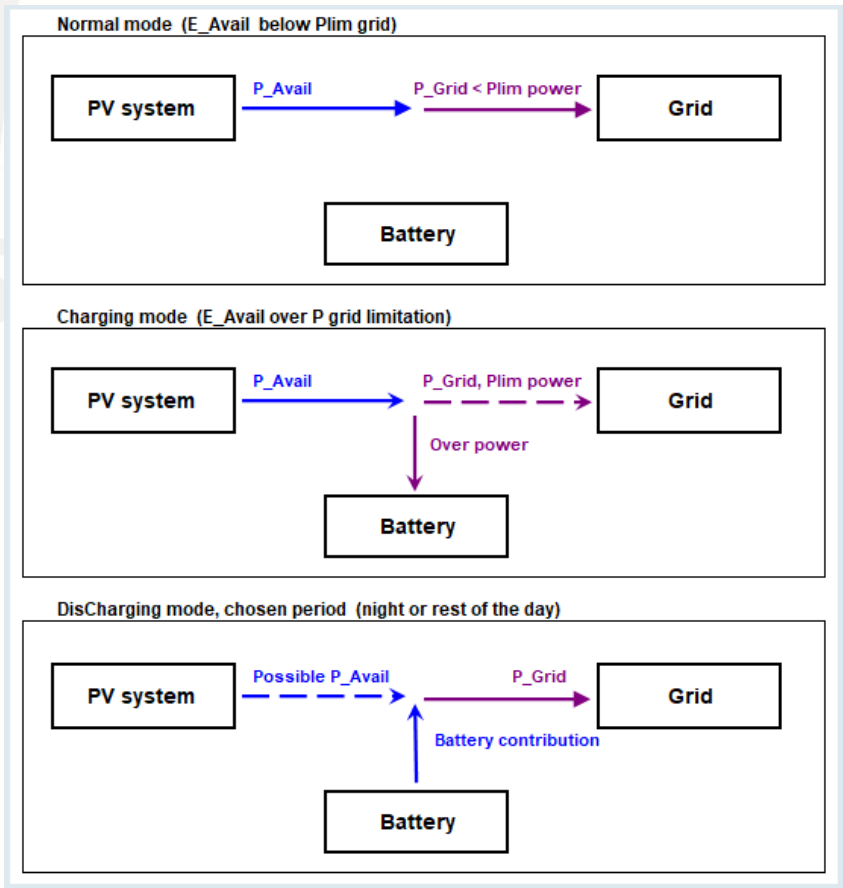 Normal mode  (E_Avail  below Plim grid)
PV system
P_Avail
P_Grid < Plim power
Grid
Battery
Charging mode  (E_Avail over P grid limitation)
PV system
P_Avail
P_Grid, Plim power
Grid
Over power
Battery
DisCharging mode, chosen period  (night or rest of the day)
PV system
Possible P_Avail
P_Grid
Grid
Battery contribution
Battery